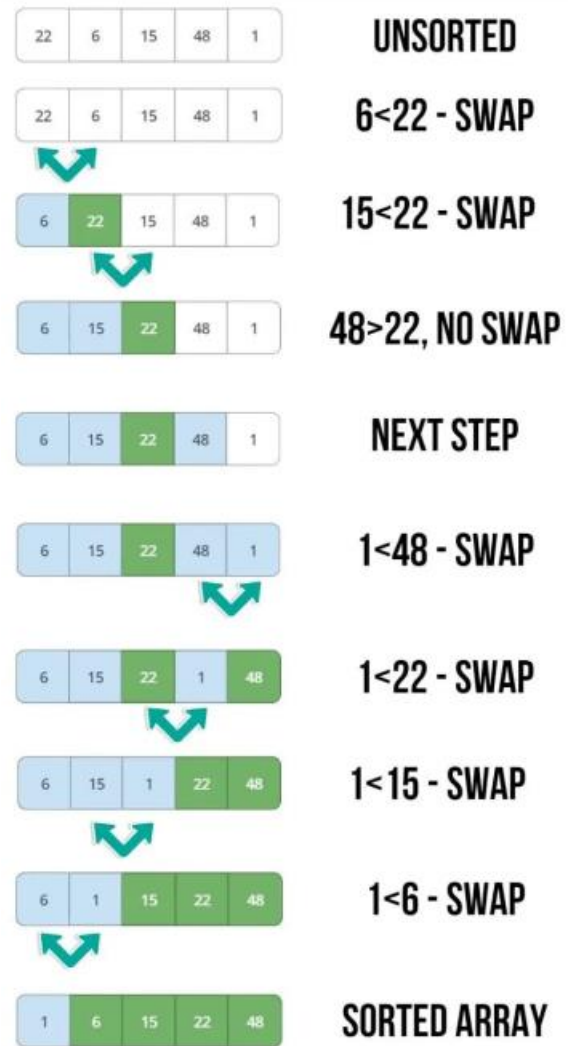 22 6 15 48 1 UNSORTED
22 6 15 48 1 6<22 - SWAP
6 22 15 48 1 15<22 - SWAP
6 15 22 48 1 48>22, NO SWAP
6 15 22 48 1 NEXT STEP
6 15 22 48 1 1<48 - SWAP
6 15 22 1 48 1<22 - SWAP
6 15 1 22 48 1<15 - SWAP
6 1 15 22 48 1<6 - SWAP
1 6 15 22 48 SORTED ARRAY